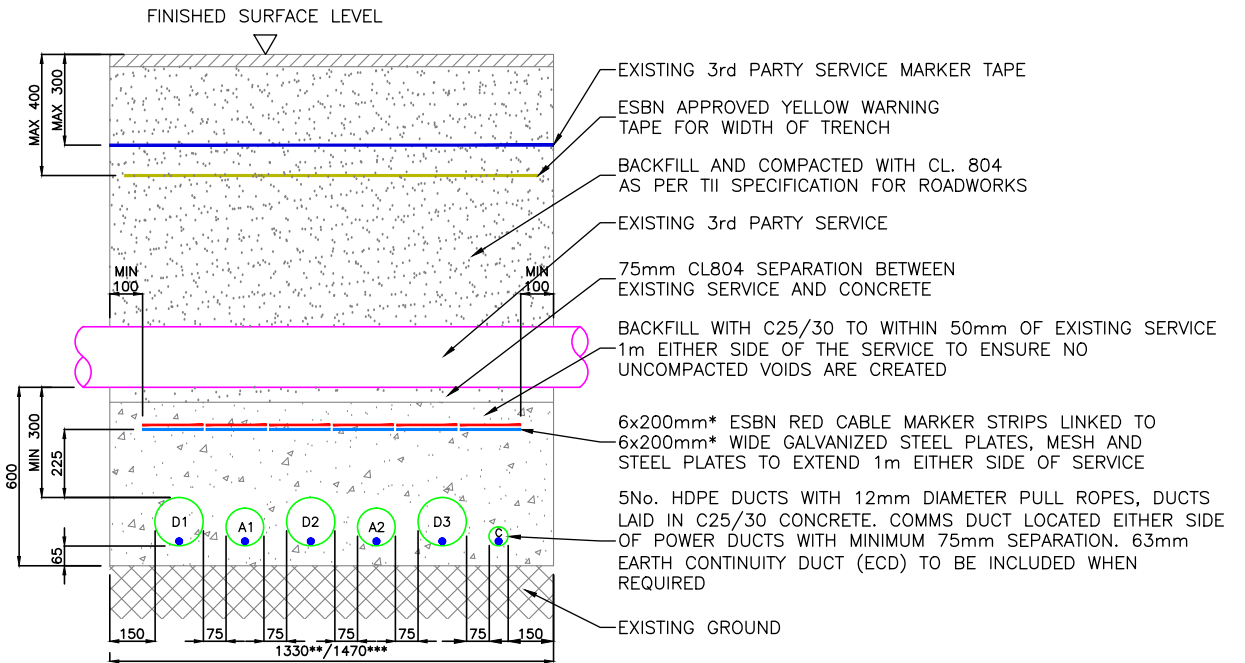 FINISHED SURFACE LEVEL
MAX 400
MAX 300
EXISTING 3rd PARTY SERVICE MARKER TAPE
ESBN APPROVED YELLOW WARNING
TAPE FOR WIDTH OF TRENCH
BACKFILL AND COMPACTED WITH CL. 804
AS PER TII SPECIFICATION FOR ROADWORKS
EXISTING 3rd PARTY SERVICE
MIN
100
MIN
100
75mm CL804 SEPARATION BETWEEN
EXISTING SERVICE AND CONCRETE
BACKFILL WITH C25/30 TO WITHIN 50mm OF EXISTING SERVICE
1m EITHER SIDE OF THE SERVICE TO ENSURE NO
UNCOMPACTED VOIDS ARE CREATED
600
MIN 300
225
65
6x200mm* ESBN RED CABLE MARKER STRIPS LINKED TO
6x200mm* WIDE GALVANIZED STEEL PLATES, MESH AND
STEEL PLATES TO EXTEND 1m EITHER SIDE OF SERVICE
D1 A1 D2 A2 D3 C
5No. HDPE DUCTS WITH 12mm DIAMETER PULL ROPES, DUCTS
LAID IN C25/30 CONCRETE. COMMS DUCT LOCATED EITHER SIDE
OF POWER DUCTS WITH MINIMUM 75mm SEPARATION. 63mm
EARTH CONTINUITY DUCT (ECD) TO BE INCLUDED WHEN
REQUIRED
EXISTING GROUND
150 75 75 75 75 75 150
1330**/1470***